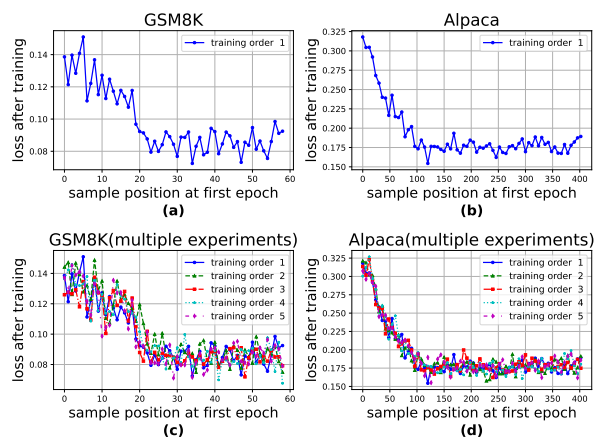 GSM8K
0.14
0.12
0.10
0.08
loss after training
training order 1
0 10 20 30 40 50 60
sample position at first epoch
(a)
Alpaca
0.325
0.300
0.275
0.250
0.225
0.200
0.175
0.150
loss after training
training order 1
0 50 100 150 200 250 300 350 400
sample position at first epoch
(b)
GSM8K(multiple experiments)
0.14
0.12
0.10
0.08
loss after training
training order 1
training order 2
training order 3
training order 4
training order 5
0 10 20 30 40 50 60
sample position at first epoch
(c)
Alpaca(multiple experiments)
0.325
0.300
0.275
0.250
0.225
0.200
0.175
0.150
loss after training
training order 1
training order 2
training order 3
training order 4
training order 5
0 50 100 150 200 250 300 350 400
sample position at first epoch
(d)